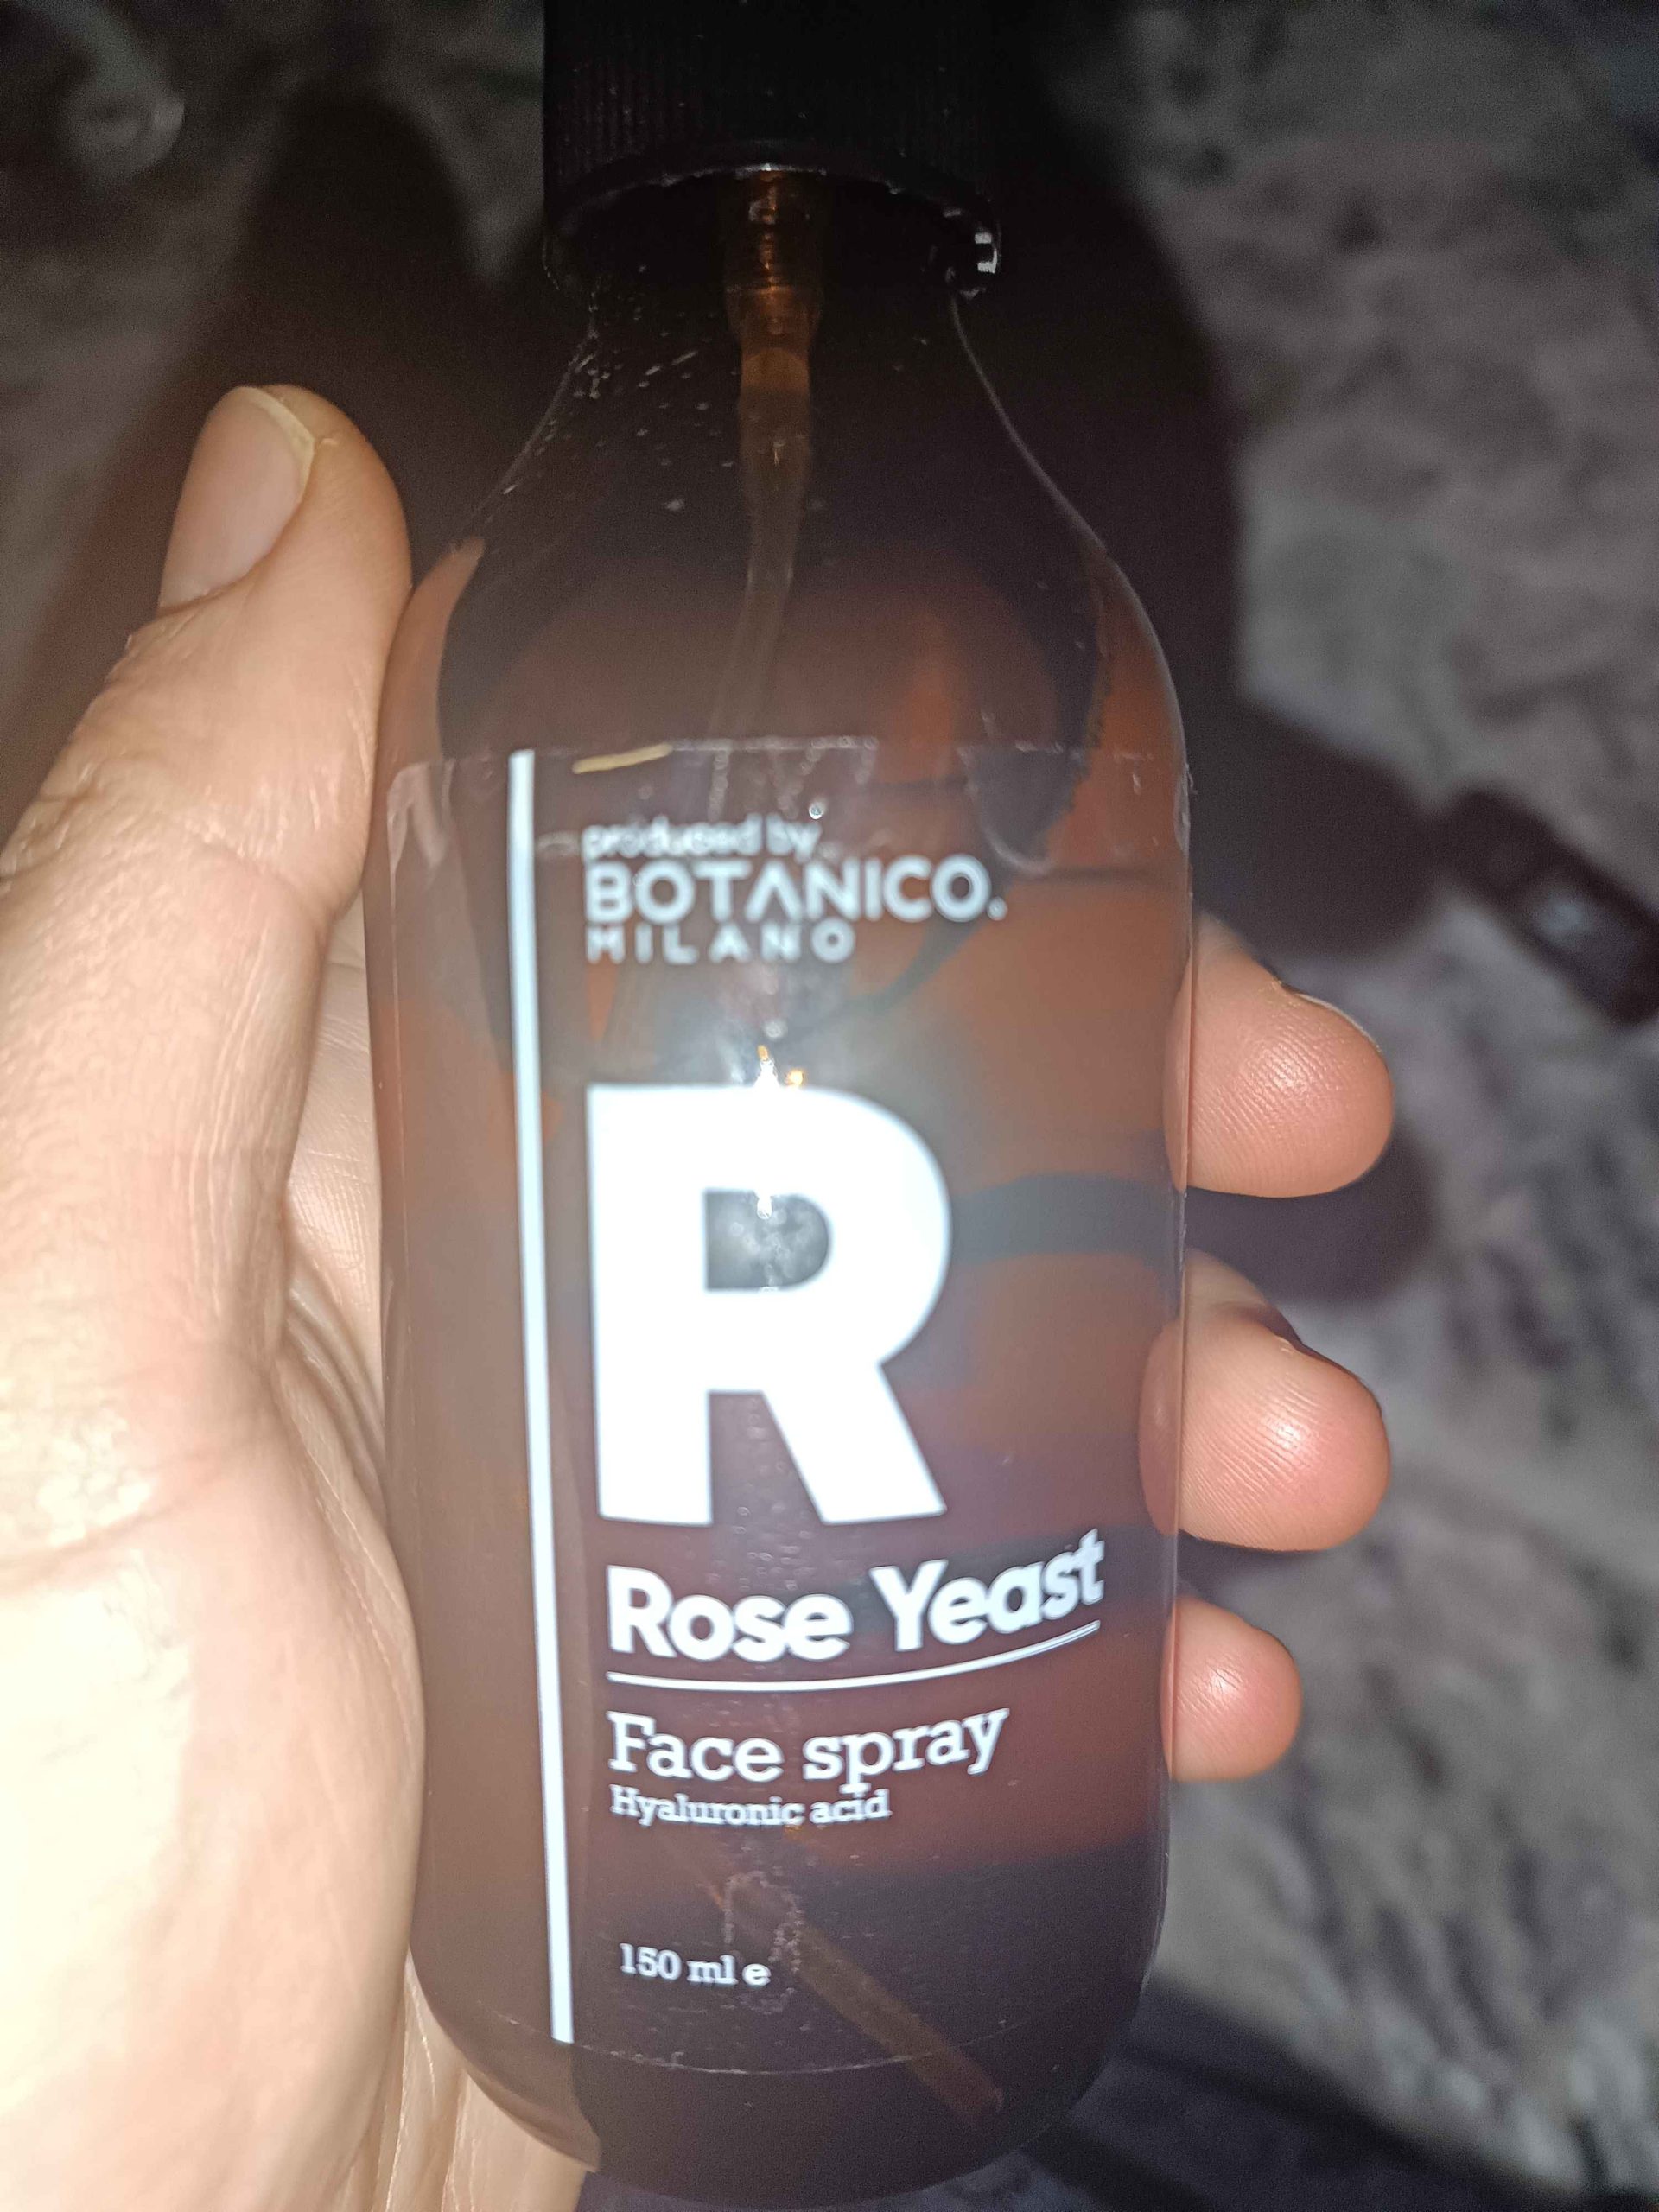 produced by
BOTANICO.
MILANO
R
Rose Yeast
Face spray
Hyaluronic acid
150 ml e